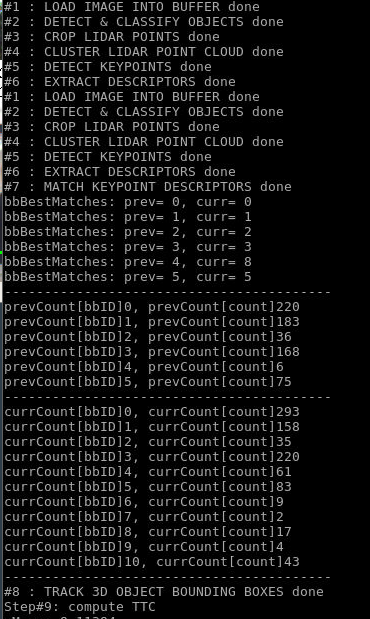 #1 : LOAD IMAGE INTO BUFFER done
#2 : DETECT & CLASSIFY OBJECTS done
#3 : CROP LIDAR POINTS done
#4 : CLUSTER LIDAR POINT CLOUD done
#5 : DETECT KEYPOINTS done
#6 : EXTRACT DESCRIPTORS done
#1 : LOAD IMAGE INTO BUFFER done
#2 : DETECT & CLASSIFY OBJECTS done
#3 : CROP LIDAR POINTS done
#4 : CLUSTER LIDAR POINT CLOUD done
#5 : DETECT KEYPOINTS done
#6 : EXTRACT DESCRIPTORS done
#7 : MATCH KEYPOINT DESCRIPTORS done
bbBestMatches: prev= 0, curr= 0
bbBestMatches: prev= 1, curr= 1
bbBestMatches: prev= 2, curr= 2
bbBestMatches: prev= 3, curr= 3
bbBestMatches: prev= 4, curr= 8
bbBestMatches: prev= 5, curr= 5
-----------------------------------------
prevCount[bbID]0, prevCount[count]220
prevCount[bbID]1, prevCount[count]183
prevCount[bbID]2, prevCount[count]36
prevCount[bbID]3, prevCount[count]168
prevCount[bbID]4, prevCount[count]6
prevCount[bbID]5, prevCount[count]75
-----------------------------------------
currCount[bbID]0, currCount[count]293
currCount[bbID]1, currCount[count]158
currCount[bbID]2, currCount[count]35
currCount[bbID]3, currCount[count]220
currCount[bbID]4, currCount[count]61
currCount[bbID]5, currCount[count]83
currCount[bbID]6, currCount[count]9
currCount[bbID]7, currCount[count]2
currCount[bbID]8, currCount[count]17
currCount[bbID]9, currCount[count]4
currCount[bbID]10, currCount[count]43
-----------------------------------------
#8 : TRACK 3D OBJECT BOUNDING BOXES done
Step#9: compute TTC